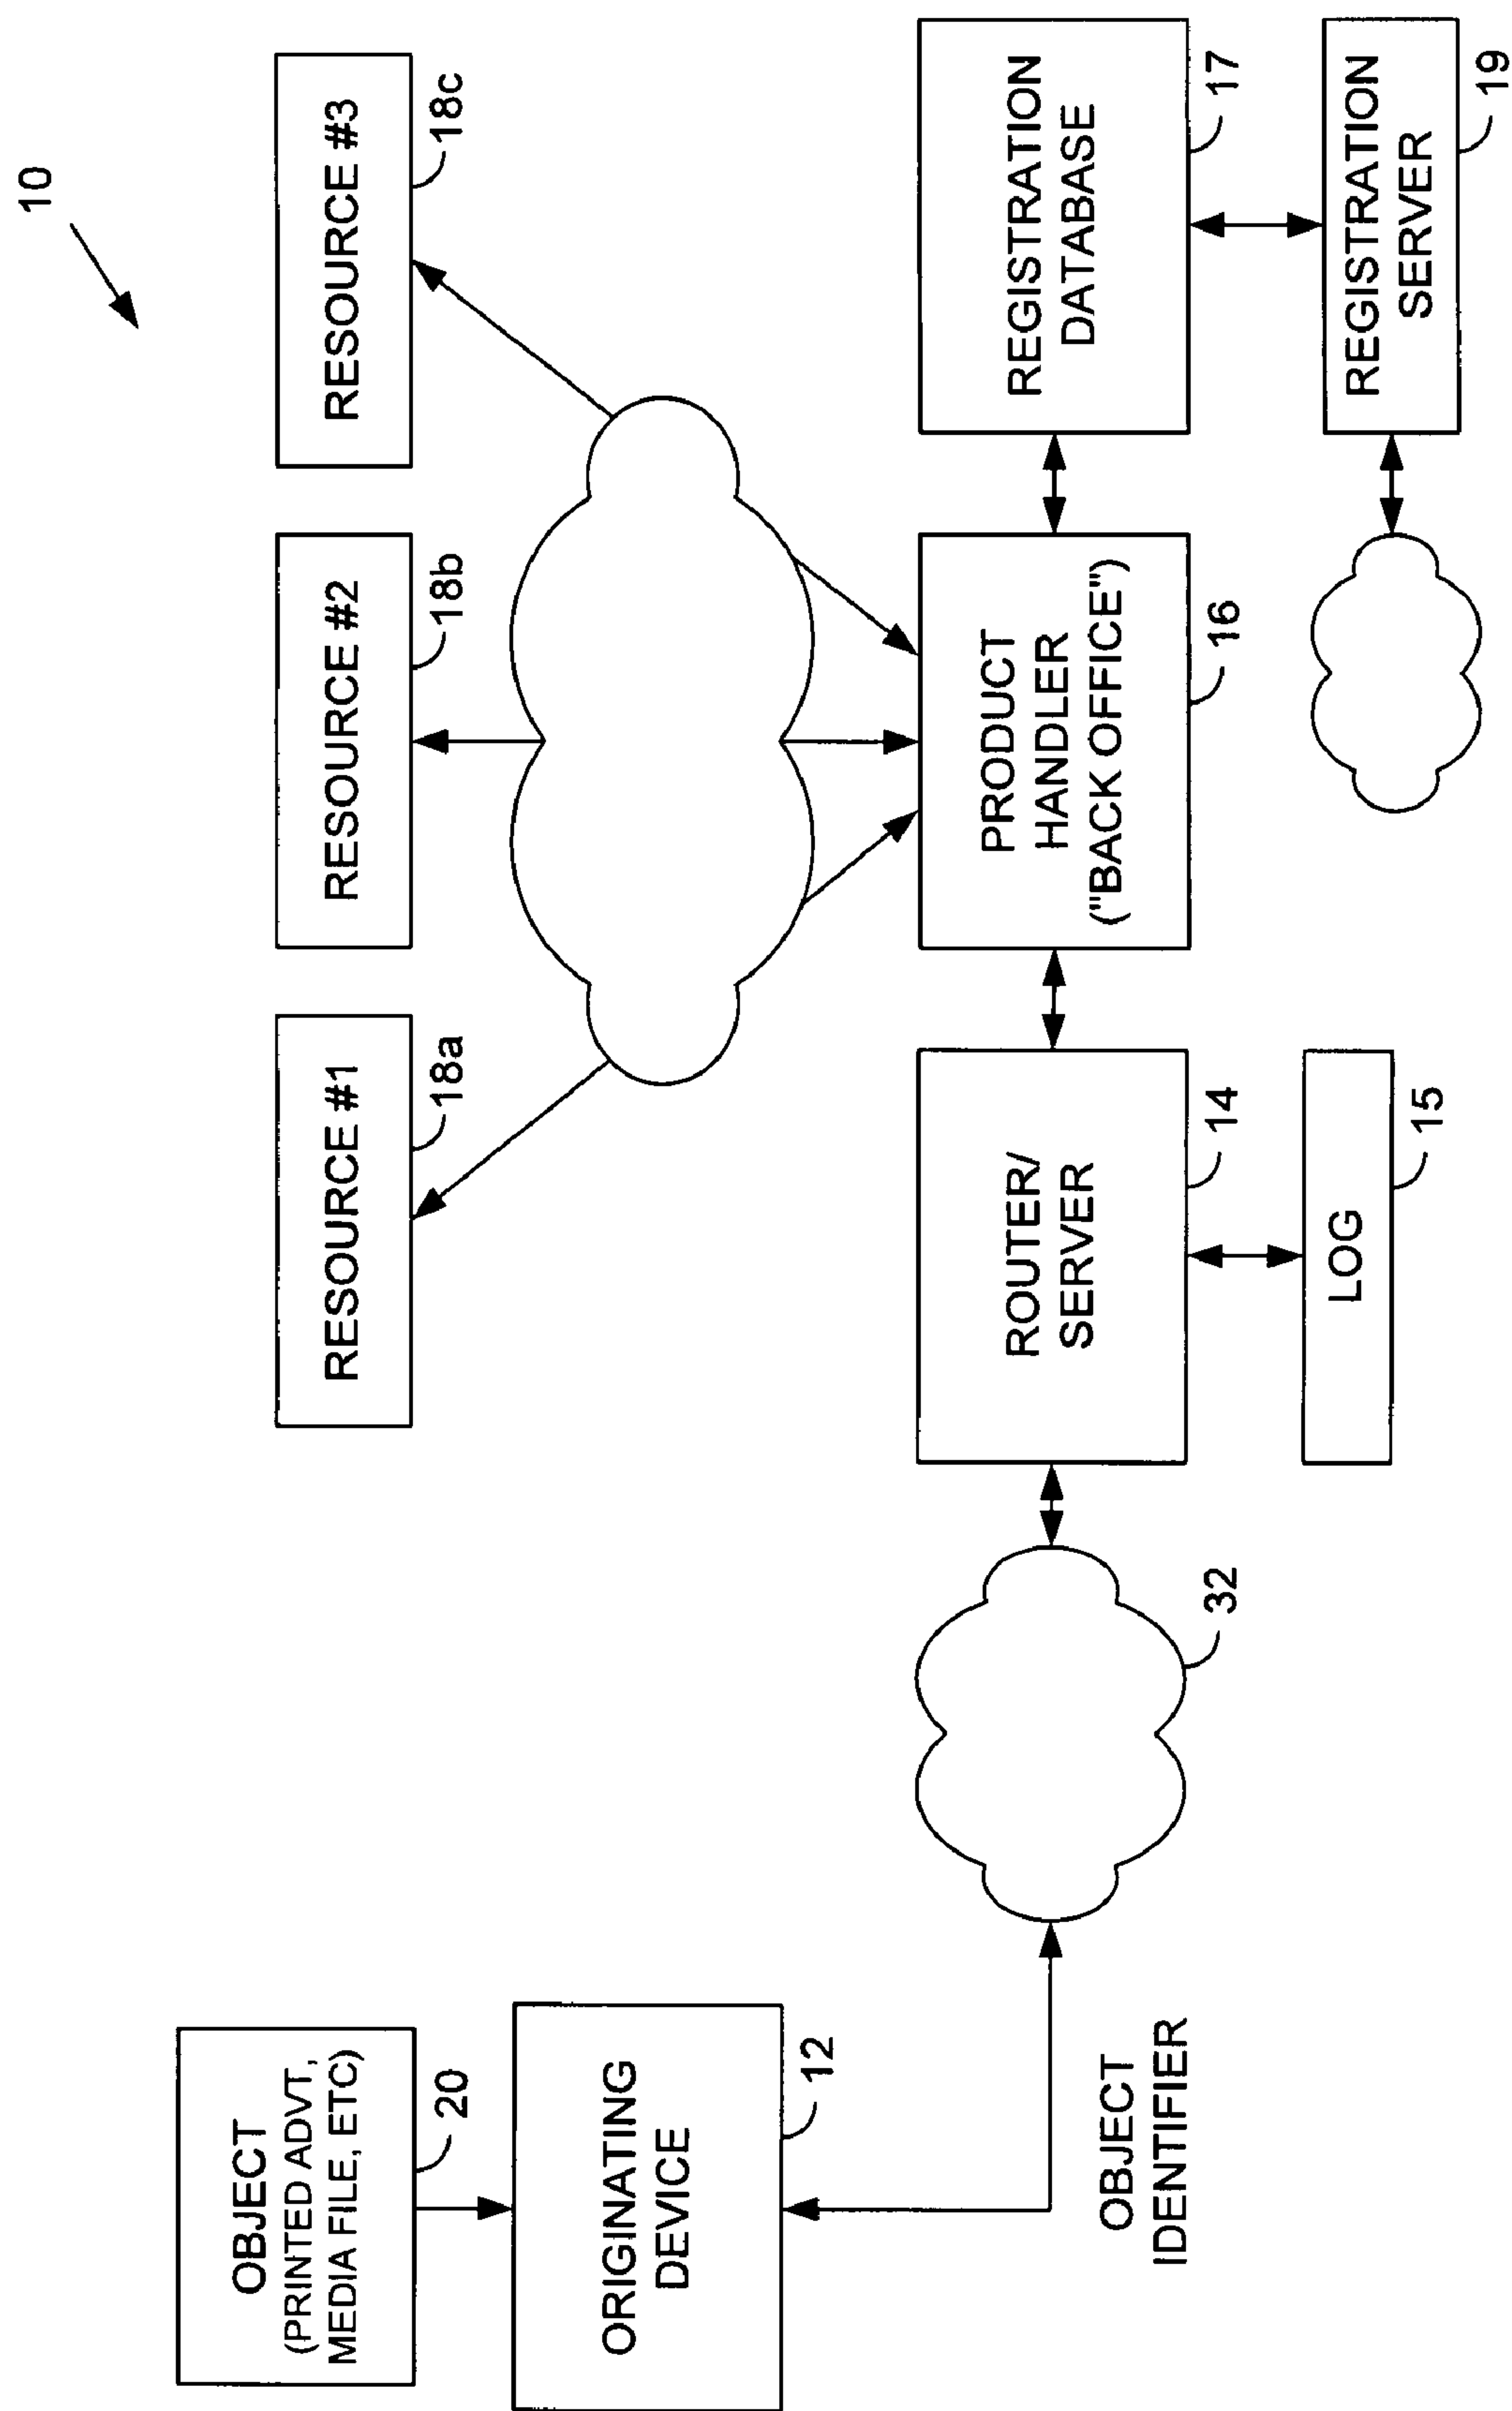 10
RESOURCE #1
18a
RESOURCE #2
18b
RESOURCE #3
18c
OBJECT
(PRINTED ADVT,
MEDIA FILE, ETC)
20
ORIGINATING
DEVICE
12
OBJECT
IDENTIFIER
32
ROUTER/
SERVER
14
LOG
15
PRODUCT
HANDLER
("BACK OFFICE")
16
REGISTRATION
DATABASE
17
REGISTRATION
SERVER
19